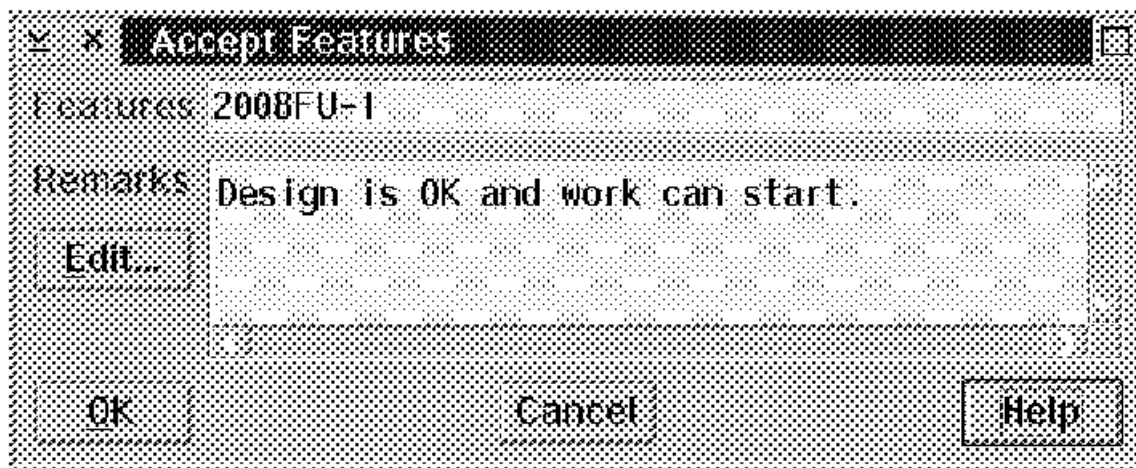 Accept Features
Features 2008FU-1
Remarks
Design is OK and work can start.
Edit...
OK Cancel Help